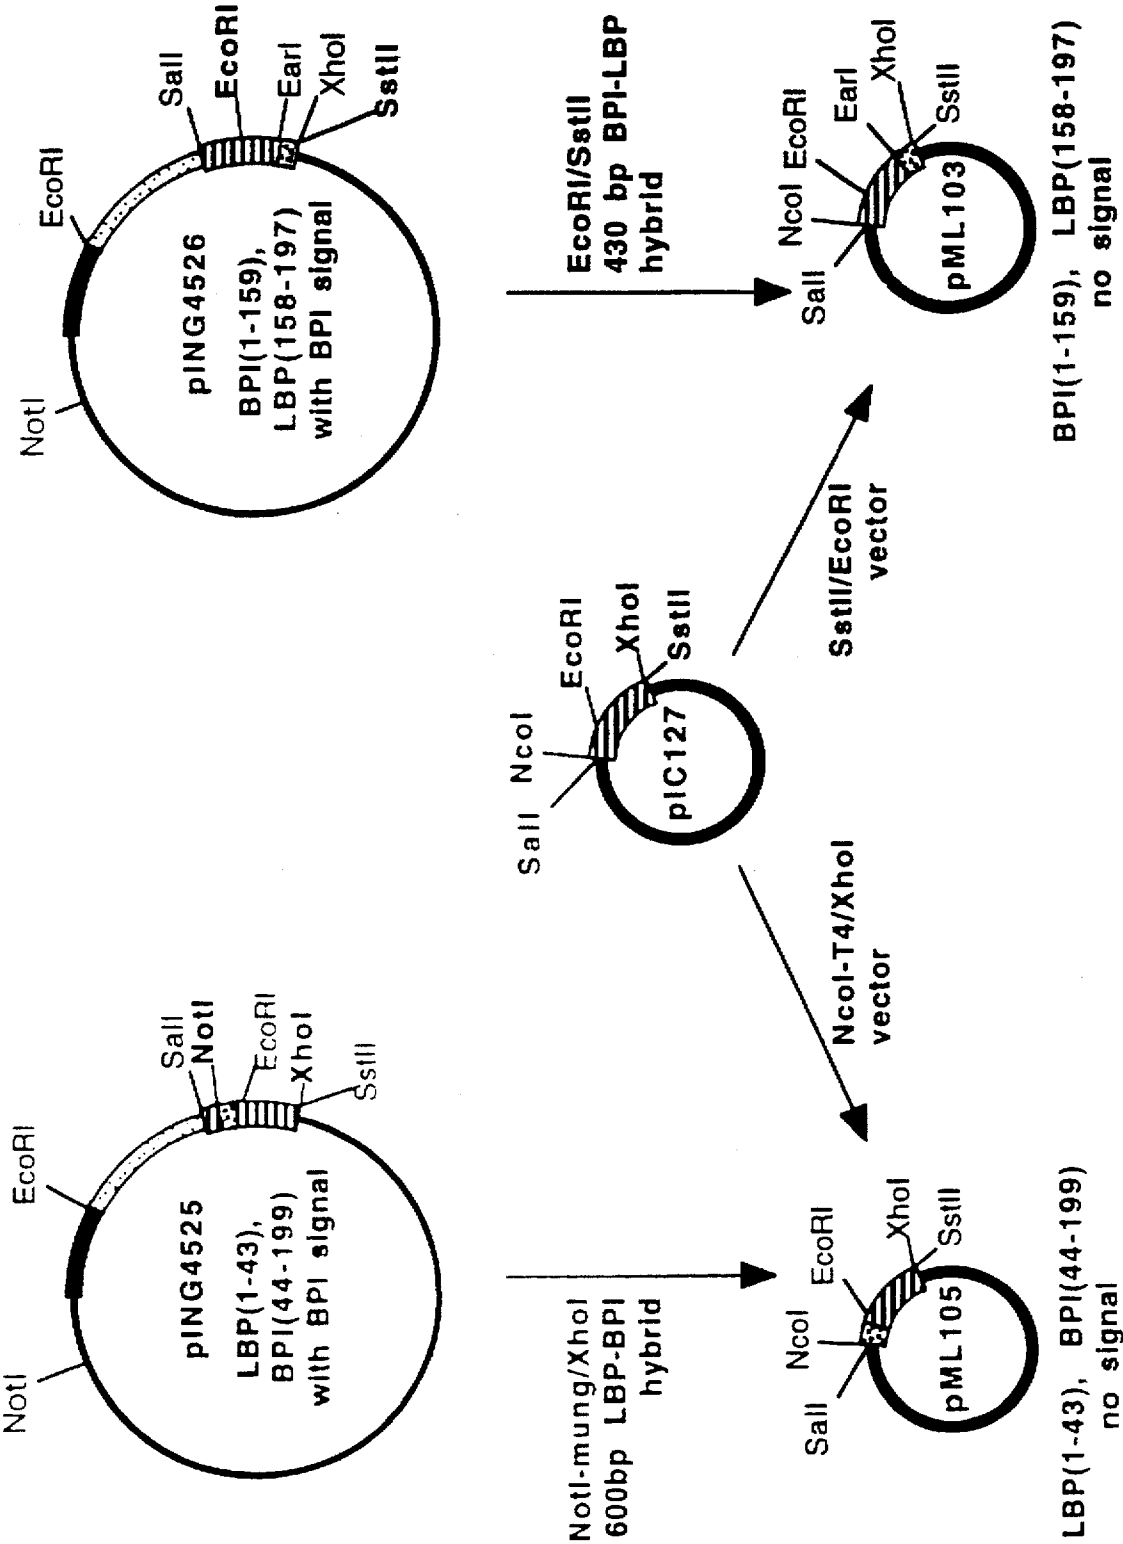 NotI
EcoRI
SalI
NotI
EcoRI
XhoI
SstII
pING4525
LBP(1-43),
BPI(44-199)
with BPI signal
NotI
EcoRI
SalI
EcoRI
EarI
XhoI
SstII
pING4526
BPI(1-159),
LBP(158-197)
with BPI signal
NotI-mung/XhoI
600bp LBP-BPI
hybrid
SalI
NcoI
EcoRI
XhoI
SstII
pIC127
EcoRI/SstII
430 bp BPI-LBP
hybrid
NcoI-T4/XhoI
vector
SstII/EcoRI
vector
SalI
NcoI
EcoRI
XhoI
SstII
pML105
LBP(1-43), BPI(44-199)
no signal
SalI
NcoI
EcoRI
EarI
XhoI
SstII
pML103
BPI(1-159), LBP(158-197)
no signal